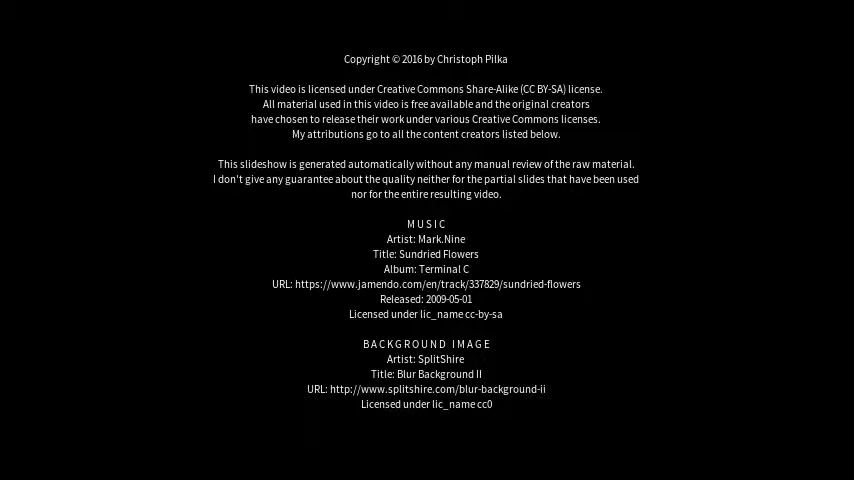 Copyright © 2016 by Christoph Pilka
This video is licensed under Creative Commons Share-Alike (CC BY-SA) license.
All material used in this video is free available and the original creators
have chosen to release their work under various Creative Commons licenses.
My attributions go to all the content creators listed below.
This slideshow is generated automatically without any manual review of the raw material.
I don't give any guarantee about the quality neither for the partial slides that have been used
nor for the entire resulting video.
MUSIC
Artist: Mark.Nine
Title: Sundried Flowers
Album: Terminal C
URL: https://www.jamendo.com/en/track/337829/sundried-flowers
Released: 2009-05-01
Licensed under lic_name cc-by-sa
BACKGROUND IMAGE
Artist: SplitShire
Title: Blur Background II
URL: http://www.splitshire.com/blur-background-ii
Licensed under lic_name cc0